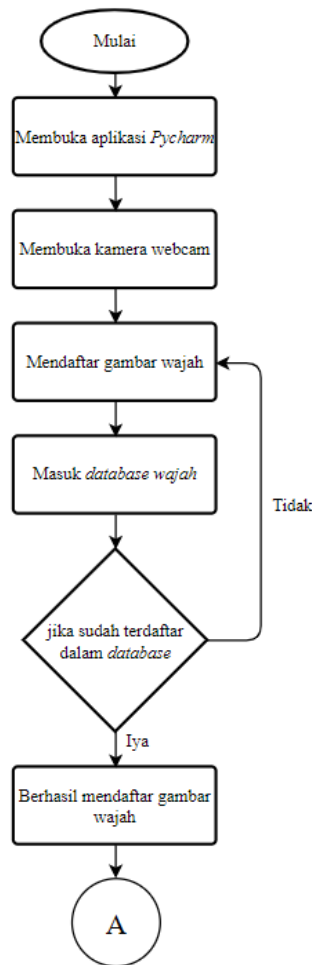 Mulai
Membuka aplikasi Pycharm
Membuka kamera webcam
Mendaftar gambar wajah
Masuk database wajah
Tidak
jika sudah terdaftar
dalam database
Iya
Berhasil mendaftar gambar
wajah
A